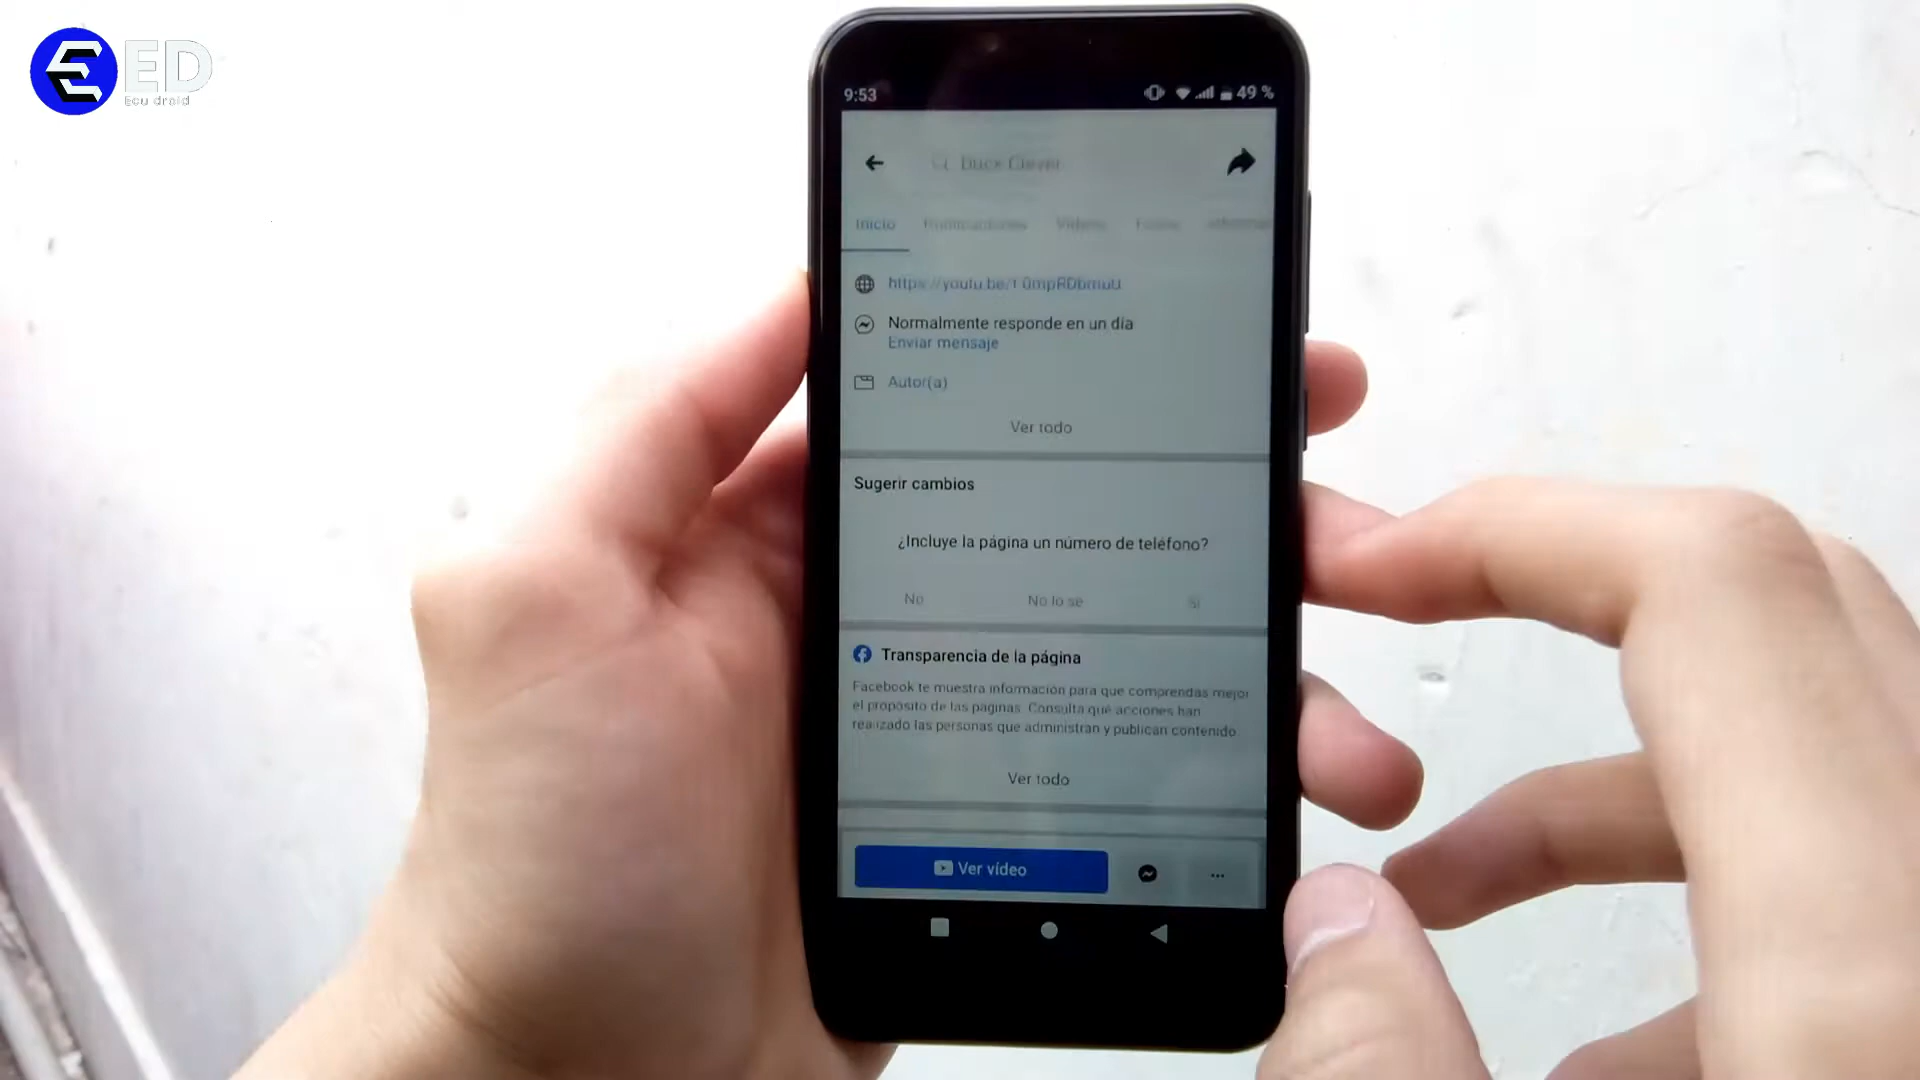 ED
Ecu droid
9:53
49 %
Inicio
Normalmente responde en un día
Enviar mensaje
Autor(a)
Ver todo
Sugerir cambios
¿Incluye la página un número de teléfono?
No No lo sé Sí
Transparencia de la página
Facebook te muestra información para que comprendas mejor
el propósito de las páginas. Consulta qué acciones han
realizado las personas que administran y publican contenido.
Ver todo
Ver vídeo